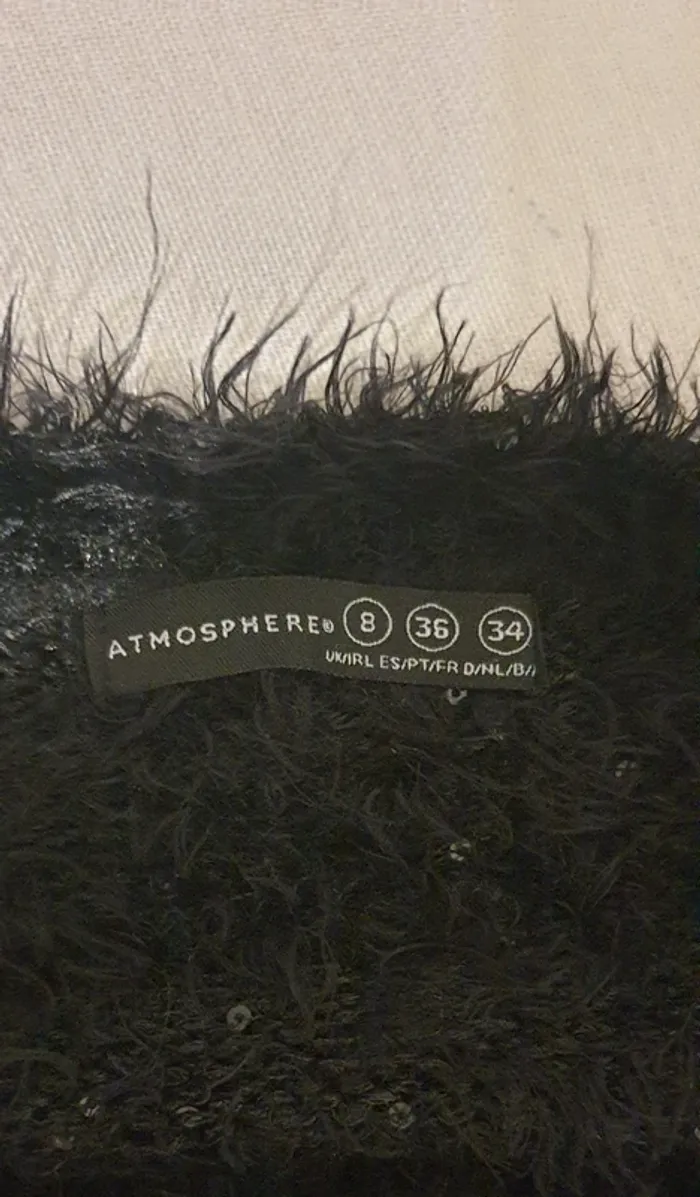 ATMOSPHERE® 8 36 34
UK/IRL ES/PT/FR D/NL/B/